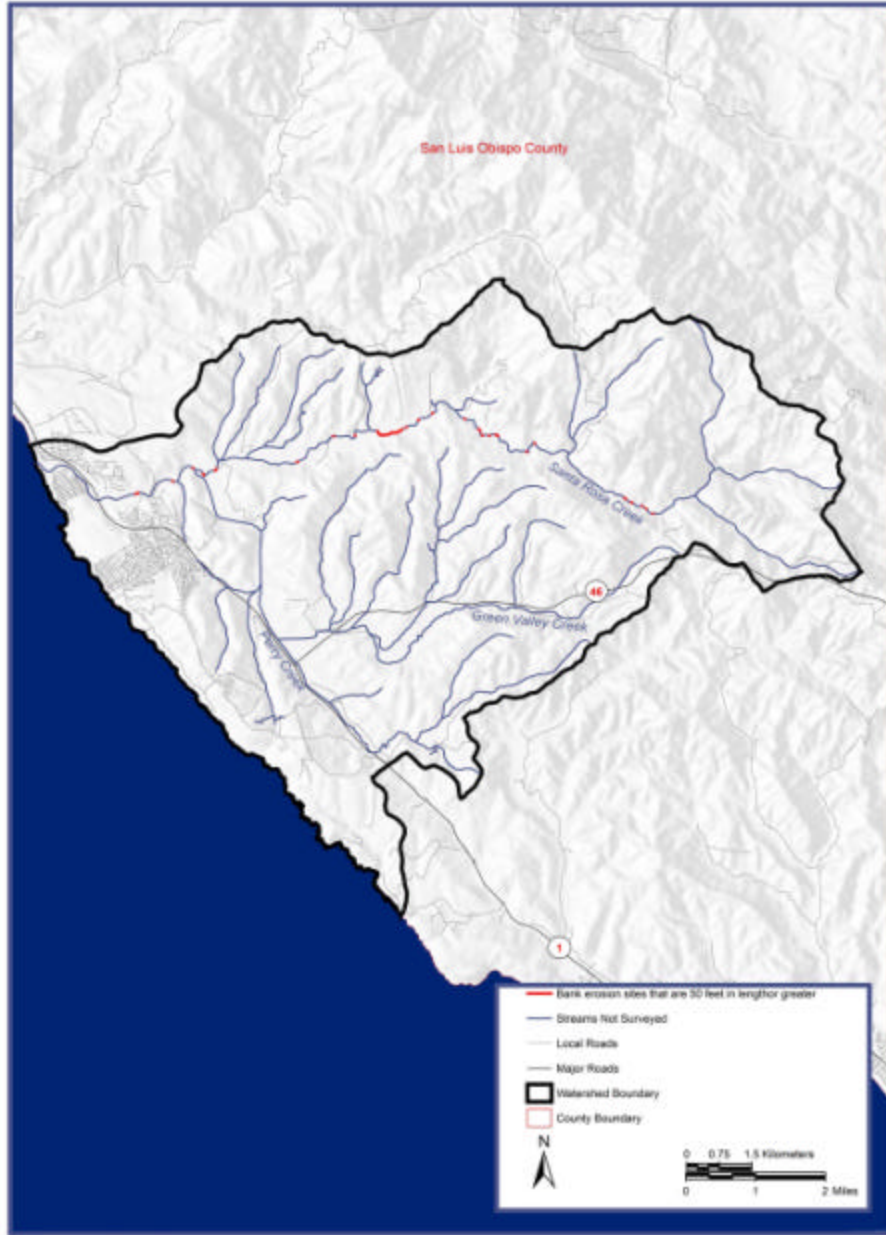 San Luis Obispo County
Santa Rosa Creek
46
Green Valley Creek
Perry Creek
1
Bank erosion sites that are 50 feet in lengthor greater
Streams Not Surveyed
Local Roads
Major Roads
Watershed Boundary
County Boundary
N
0 0.75 1.5 Kilometers
0 1 2 Miles